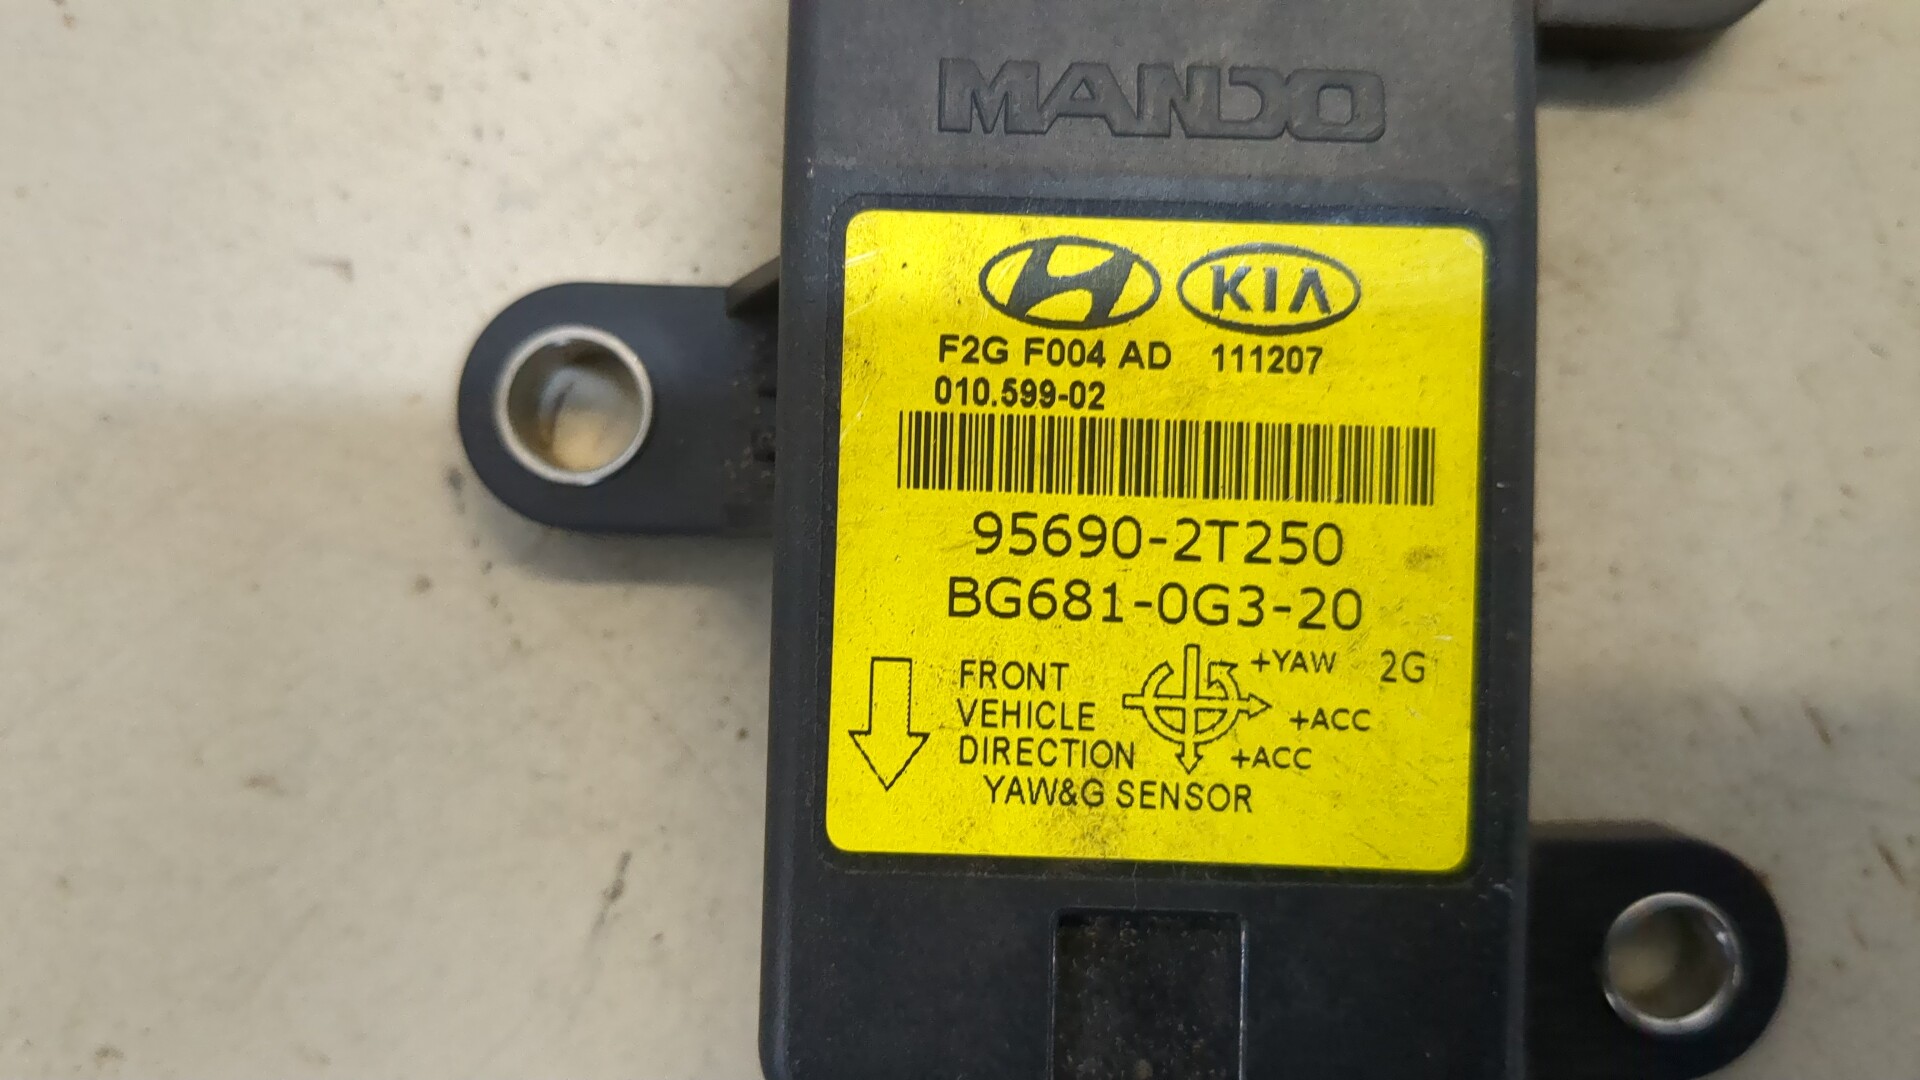 MANDO
KIA
F2G F004 AD 111207
010.599-02
95690-2T250
BG681-0G3-20
FRONT
VEHICLE
DIRECTION
+YAW 2G
+ACC
+ACC
YAW&G SENSOR